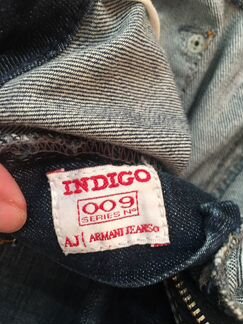 INDIGO
009
SERIES Nº
AJ ARMANI JEANS